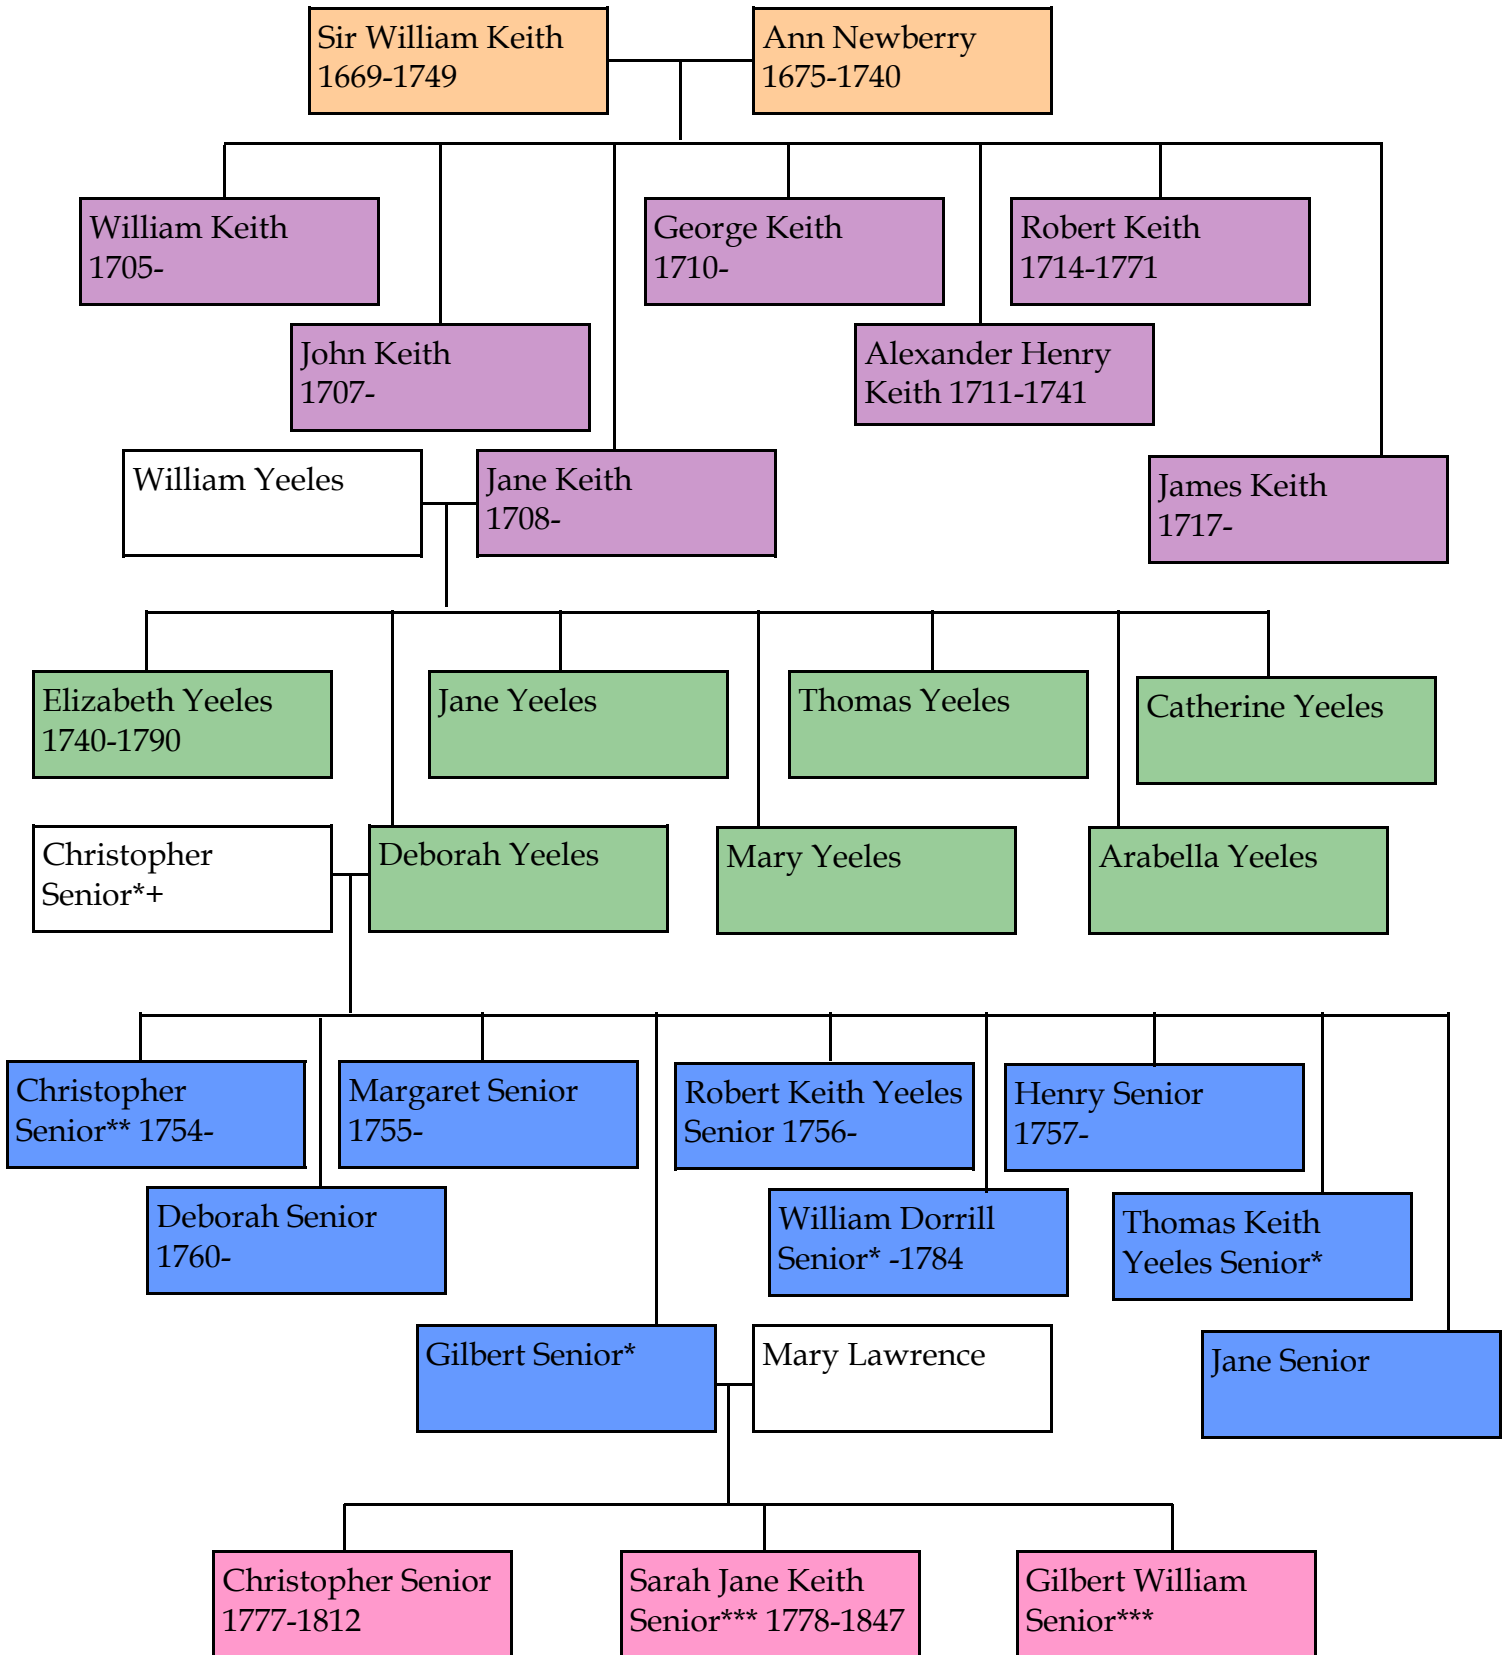 Sir William Keith
1669-1749
Ann Newberry
1675-1740
William Keith
1705-
George Keith
1710-
Robert Keith
1714-1771
John Keith
1707-
Alexander Henry
Keith 1711-1741
William Yeeles
Jane Keith
1708-
James Keith
1717-
Elizabeth Yeeles
1740-1790
Jane Yeeles
Thomas Yeeles
Catherine Yeeles
Christopher
Senior*+
Deborah Yeeles
Mary Yeeles
Arabella Yeeles
Christopher
Senior** 1754-
Margaret Senior
1755-
Robert Keith Yeeles
Senior 1756-
Henry Senior
1757-
Deborah Senior
1760-
William Dorrill
Senior* -1784
Thomas Keith
Yeeles Senior*
Gilbert Senior*
Mary Lawrence
Jane Senior
Christopher Senior
1777-1812
Sarah Jane Keith
Senior*** 1778-1847
Gilbert William
Senior***